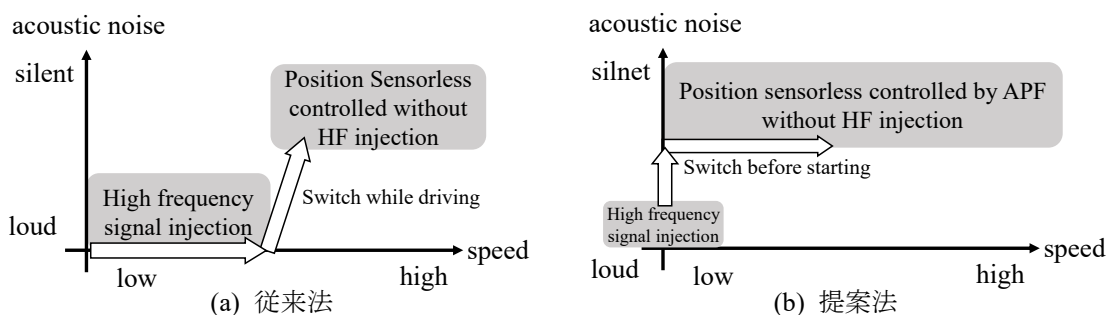 acoustic noise
silent
Position Sensorless
controlled without
HF injection
High frequency
signal injection
Switch while driving
loud
speed
low
high
(a) 従来法
acoustic noise
silnet
Position sensorless controlled by APF
without HF injection
Switch before starting
High frequency
signal injection
loud
speed
low
high
(b) 提案法